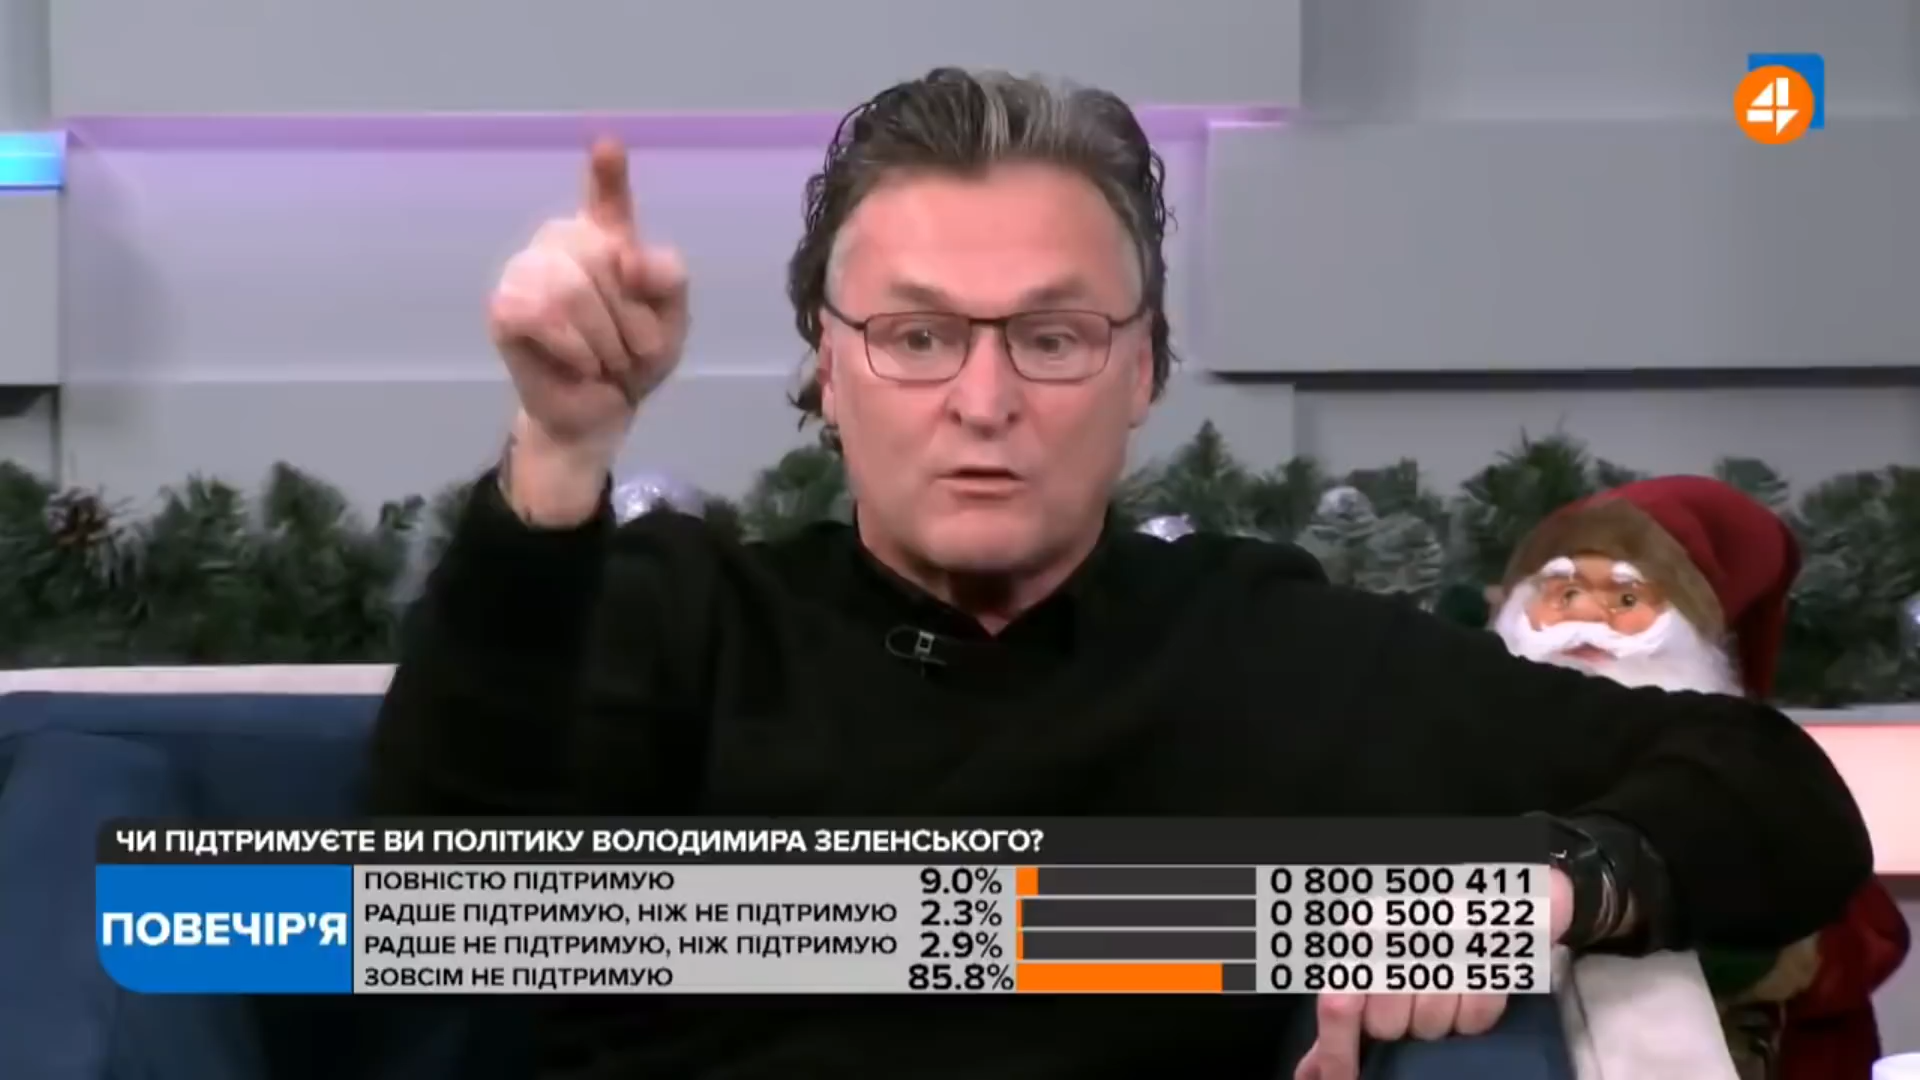 4
ЧИ ПІДТРИМУЄТЕ ВИ ПОЛІТИКУ ВОЛОДИМИРА ЗЕЛЕНСЬКОГО?
ПОВЕЧІР'Я
ПОВНІСТЮ ПІДТРИМУЮ 9.0% 0 800 500 411
РАДШЕ ПІДТРИМУЮ, НІЖ НЕ ПІДТРИМУЮ 2.3% 0 800 500 522
РАДШЕ НЕ ПІДТРИМУЮ, НІЖ ПІДТРИМУЮ 2.9% 0 800 500 422
ЗОВСІМ НЕ ПІДТРИМУЮ 85.8% 0 800 500 553